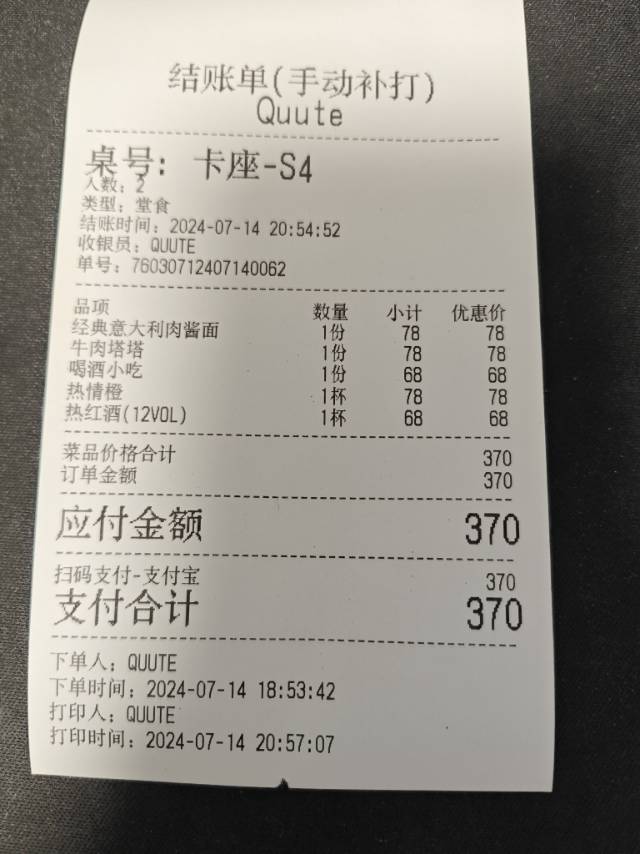 结账单(手动补打)
Quute
桌号: 卡座-S4
人数: 2
类型: 堂食
结账时间: 2024-07-14 20:54:52
收银员: QUUTE
单号: 76030712407140062
品项 数量 小计 优惠价
经典意大利肉酱面 1份 78 78
牛肉塔塔 1份 78 78
喝酒小吃 1份 68 68
热情橙 1杯 78 78
热红酒(12VOL) 1杯 68 68
菜品价格合计 370
订单金额 370
应付金额 370
扫码支付-支付宝 370
支付合计 370
下单人: QUUTE
下单时间: 2024-07-14 18:53:42
打印人: QUUTE
打印时间: 2024-07-14 20:57:07